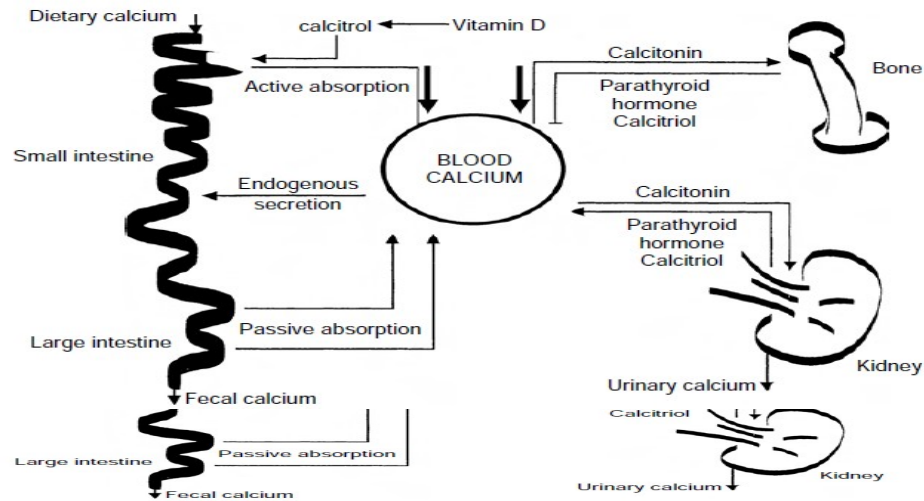 Dietary calcium
calcitrol
Vitamin D
Calcitonin
Bone
Active absorption
Parathyroid
hormone
Calcitriol
Small intestine
BLOOD
CALCIUM
Endogenous
secretion
Calcitonin
Parathyroid
hormone
Calcitriol
Passive absorption
Large intestine
Kidney
Urinary calcium
Fecal calcium
Calcitriol
Passive absorption
Large intestine
Kidney
Urinary calcium
Fecal calcium